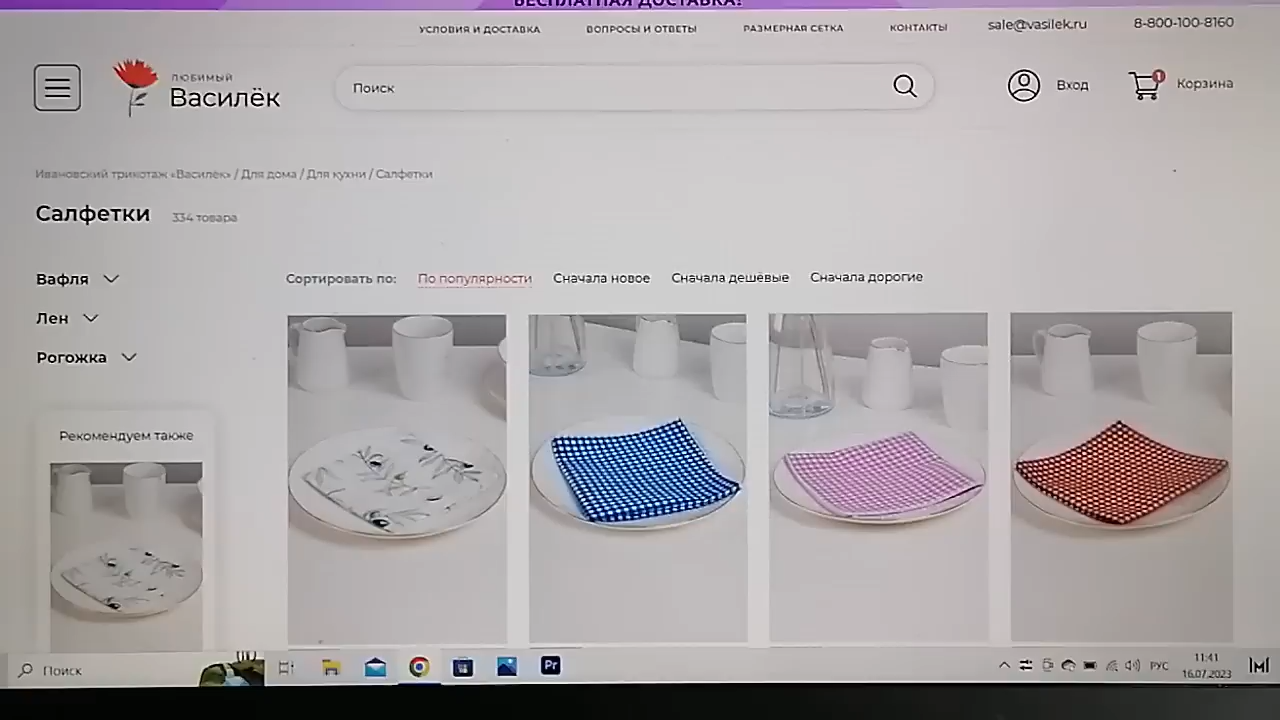 БЕСПЛАТНАЯ ДОСТАВКА!
УСЛОВИЯ И ДОСТАВКА ВОПРОСЫ И ОТВЕТЫ РАЗМЕРНАЯ СЕТКА КОНТАКТЫ sale@vasilek.ru 8-800-100-8160
ЛЮБИМЫЙ
Василёк
Поиск
Вход
1
Корзина
Ивановский трикотаж «Василёк» / Для дома / Для кухни / Салфетки
Салфетки 334 товара
Вафля
Лен
Рогожка
Сортировать по: По популярности Сначала новое Сначала дешёвые Сначала дорогие
Рекомендуем также
Поиск
Pr
РУС
11:41
16.07.2023